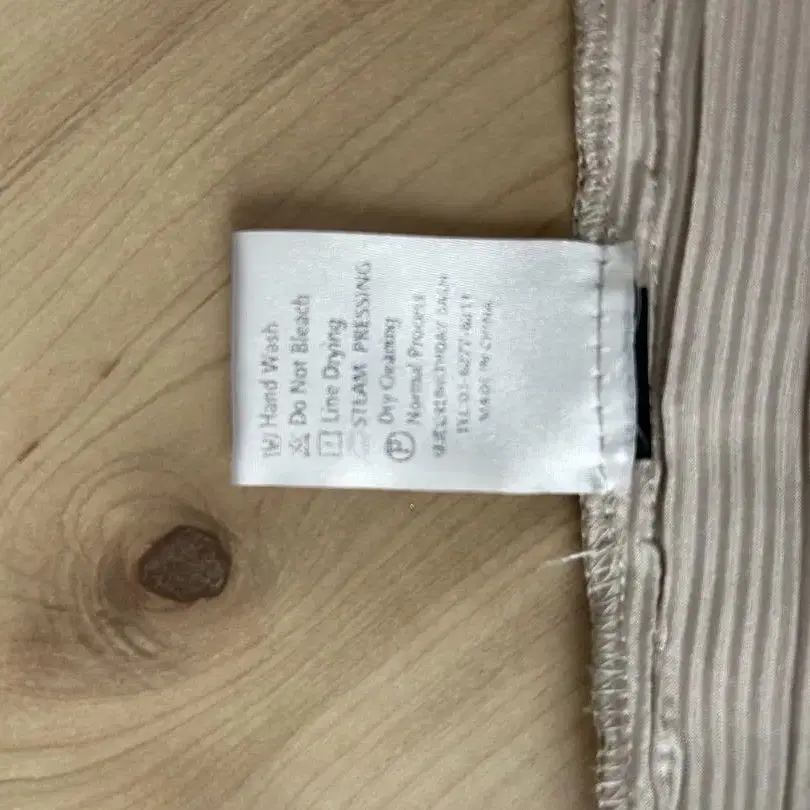 Hand Wash
Do Not Bleach
Line Drying
STEAM PRESSING
Dry Cleaning
P Normal Process
MADE IN CHINA